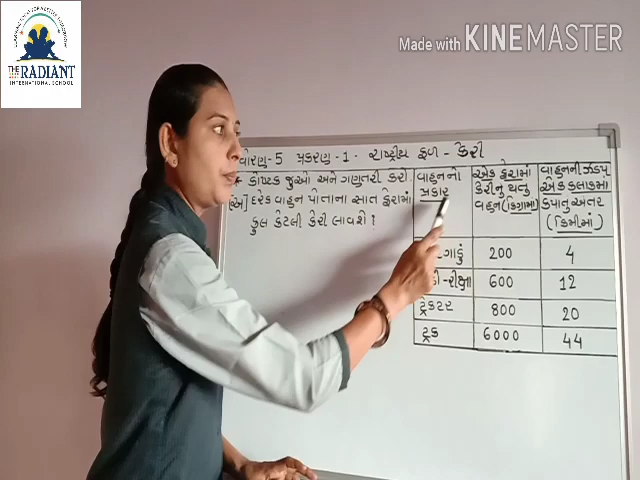 THE RADIANT
INTERNATIONAL SCHOOL
Made with KINEMASTER
ધોરણ-5 પ્રકરણ-1. રાષ્ટ્રીય ફળ - કેરી
* કોષ્ટક જુઓ અને ગણતરી કરો
[અ] દરેક વાહન પોતાના સાત ફેરામાં
કુલ કેટલી કેરી લાવશે ?
વાહનનો
પ્રકાર
એક ફેરામાં
કેરીનુ થતુ
વહન (કિગ્રામા)
વાહનની ઝડપ
એક કલાકમા
કપાતુ અંતર
(કિમીમાં)
ગાડું 200 4
રીક્ષા 600 12
ટ્રેક્ટર 800 20
ટ્રક 6000 44